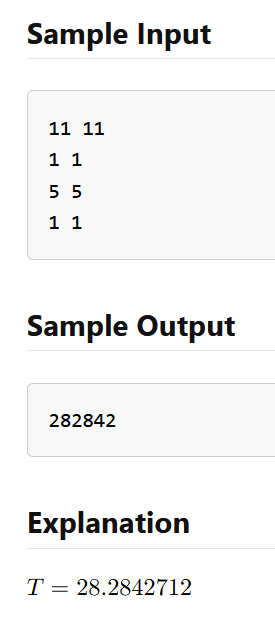 Sample Input
11 11
1 1
5 5
1 1
Sample Output
282842
Explanation
T = 28.2842712